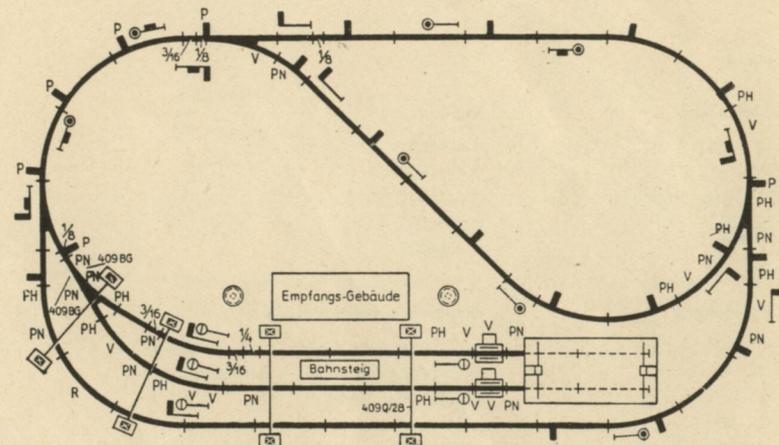 P
P
3/16
1/8
V
PN
1/8
P
PH
V
P
P
PH
PH
PN
PH
V
PH
PN
PN
1/8
P
PN
409BG
PN
PN
409BG
FH
PH
PH
3/16
PN
PN
V
PN
PH
R
V
V
1/4
3/16
Empfangs-Gebäude
Bahnsteig
PH
V
V
PN
409Q/28
PH
V
V
PN
V